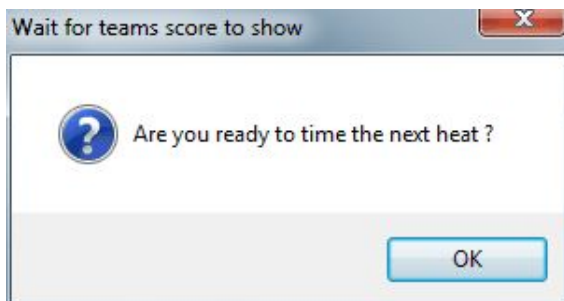 Wait for teams score to show
Are you ready to time the next heat ?
OK